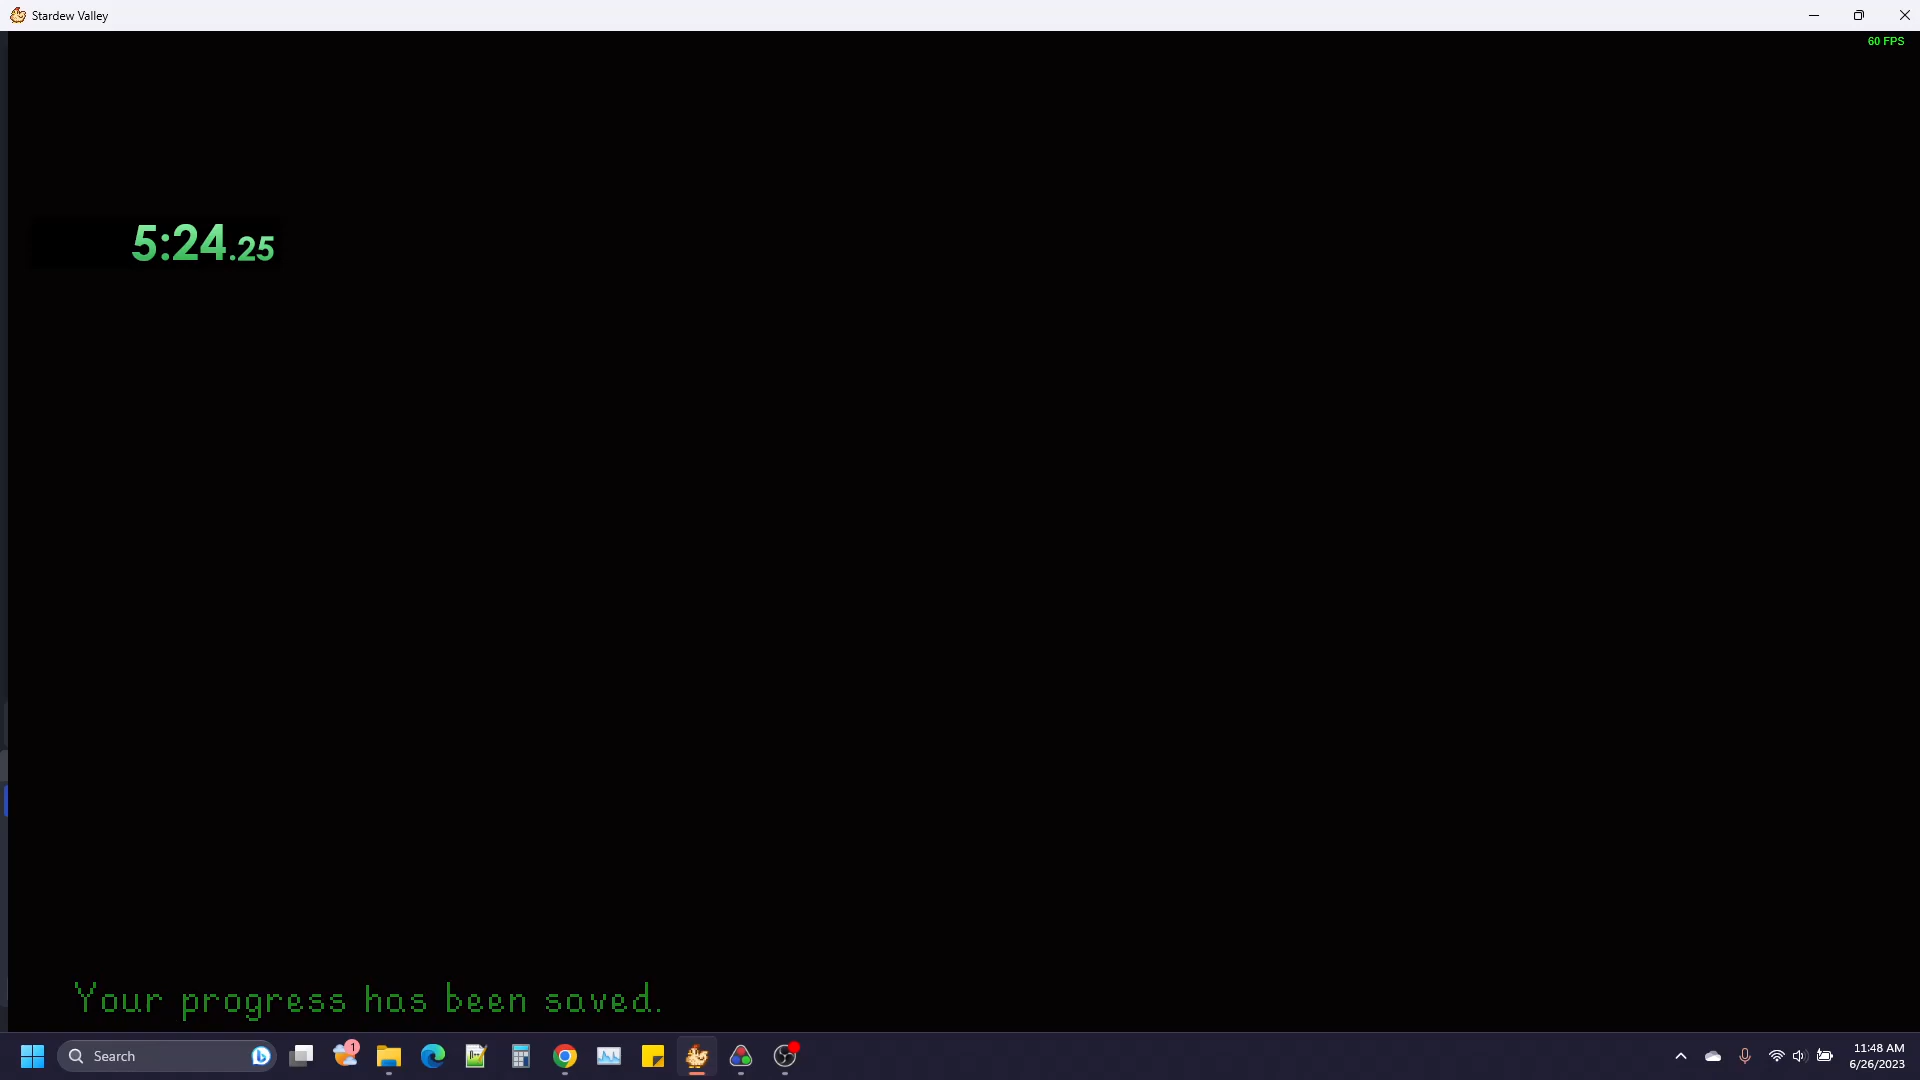 Stardew Valley
60 FPS
5:24.25
Your progress has been saved.
Search
1
11:48 AM
6/26/2023